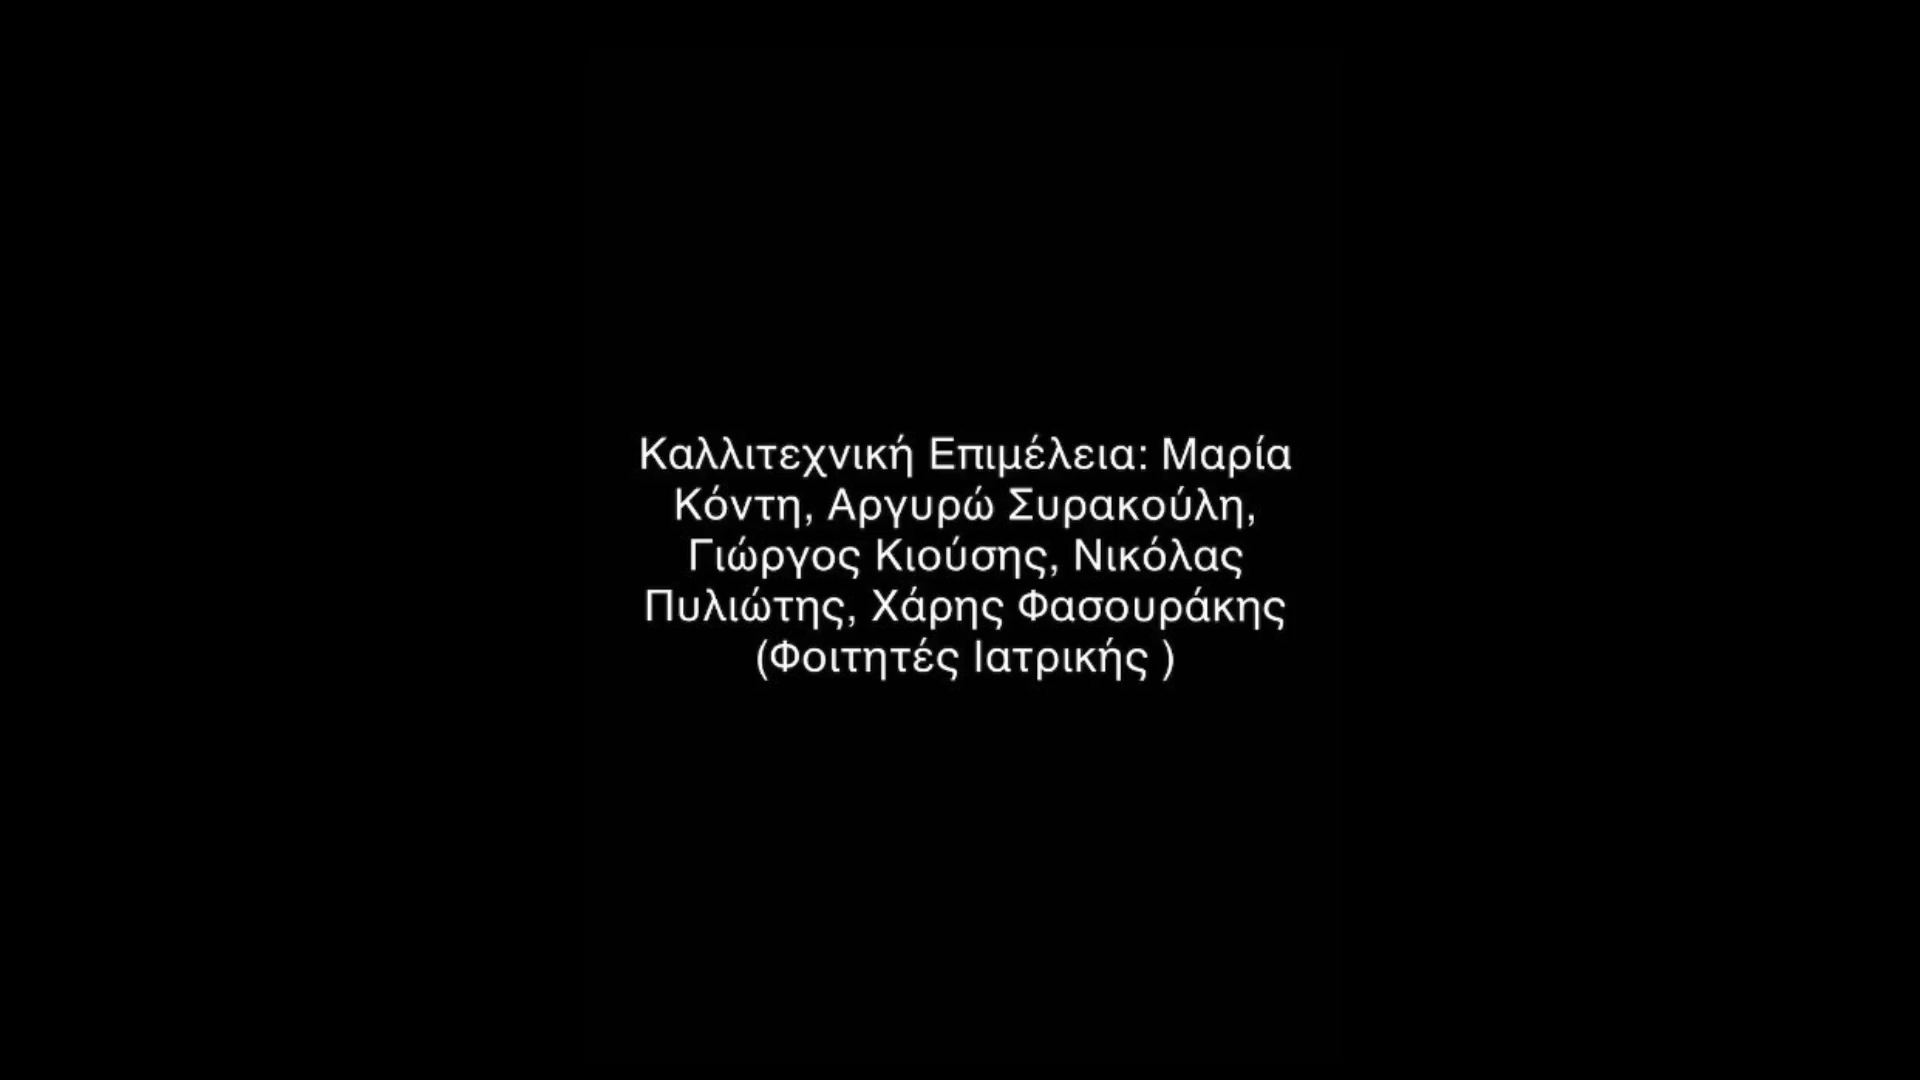 Καλλιτεχνική Επιμέλεια: Μαρία
Κόντη, Αργυρώ Συρακούλη,
Γιώργος Κιούσης, Νικόλας
Πυλιώτης, Χάρης Φασουράκης
(Φοιτητές Ιατρικής )